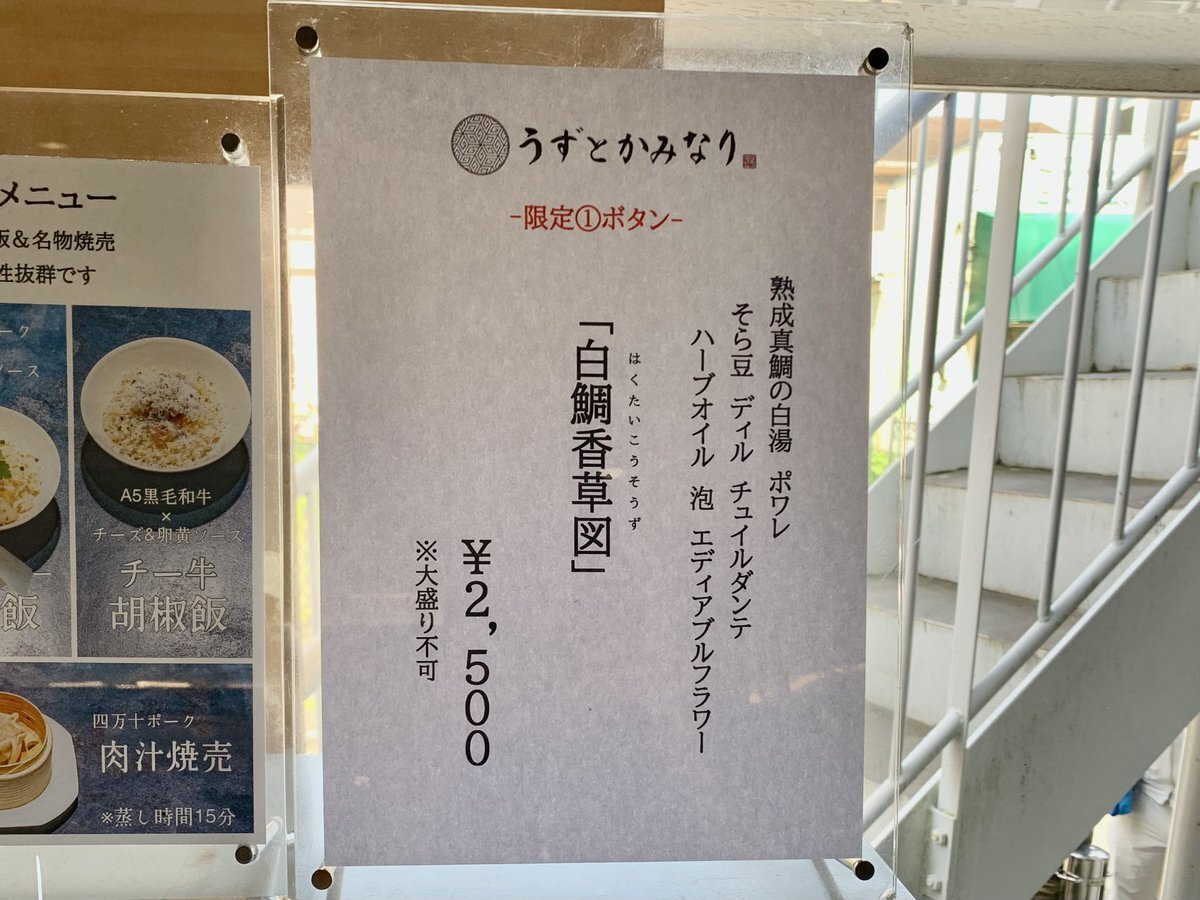 うずとかみなり
-限定①ボタン-
熟成真鯛の白湯 ポワレ
そら豆 ディル チュイルダンテ
ハーブオイル 泡 エディアブルフラワー
はくたいこうそうず
「白鯛香草図」
¥2,500
※大盛り不可
メニュー
飯&名物焼売
性抜群です
ーク
ソース
飯
A5黒毛和牛
×
チーズ&卵黄ソース
チー牛
胡椒飯
四万十ポーク
肉汁焼売
※蒸し時間15分